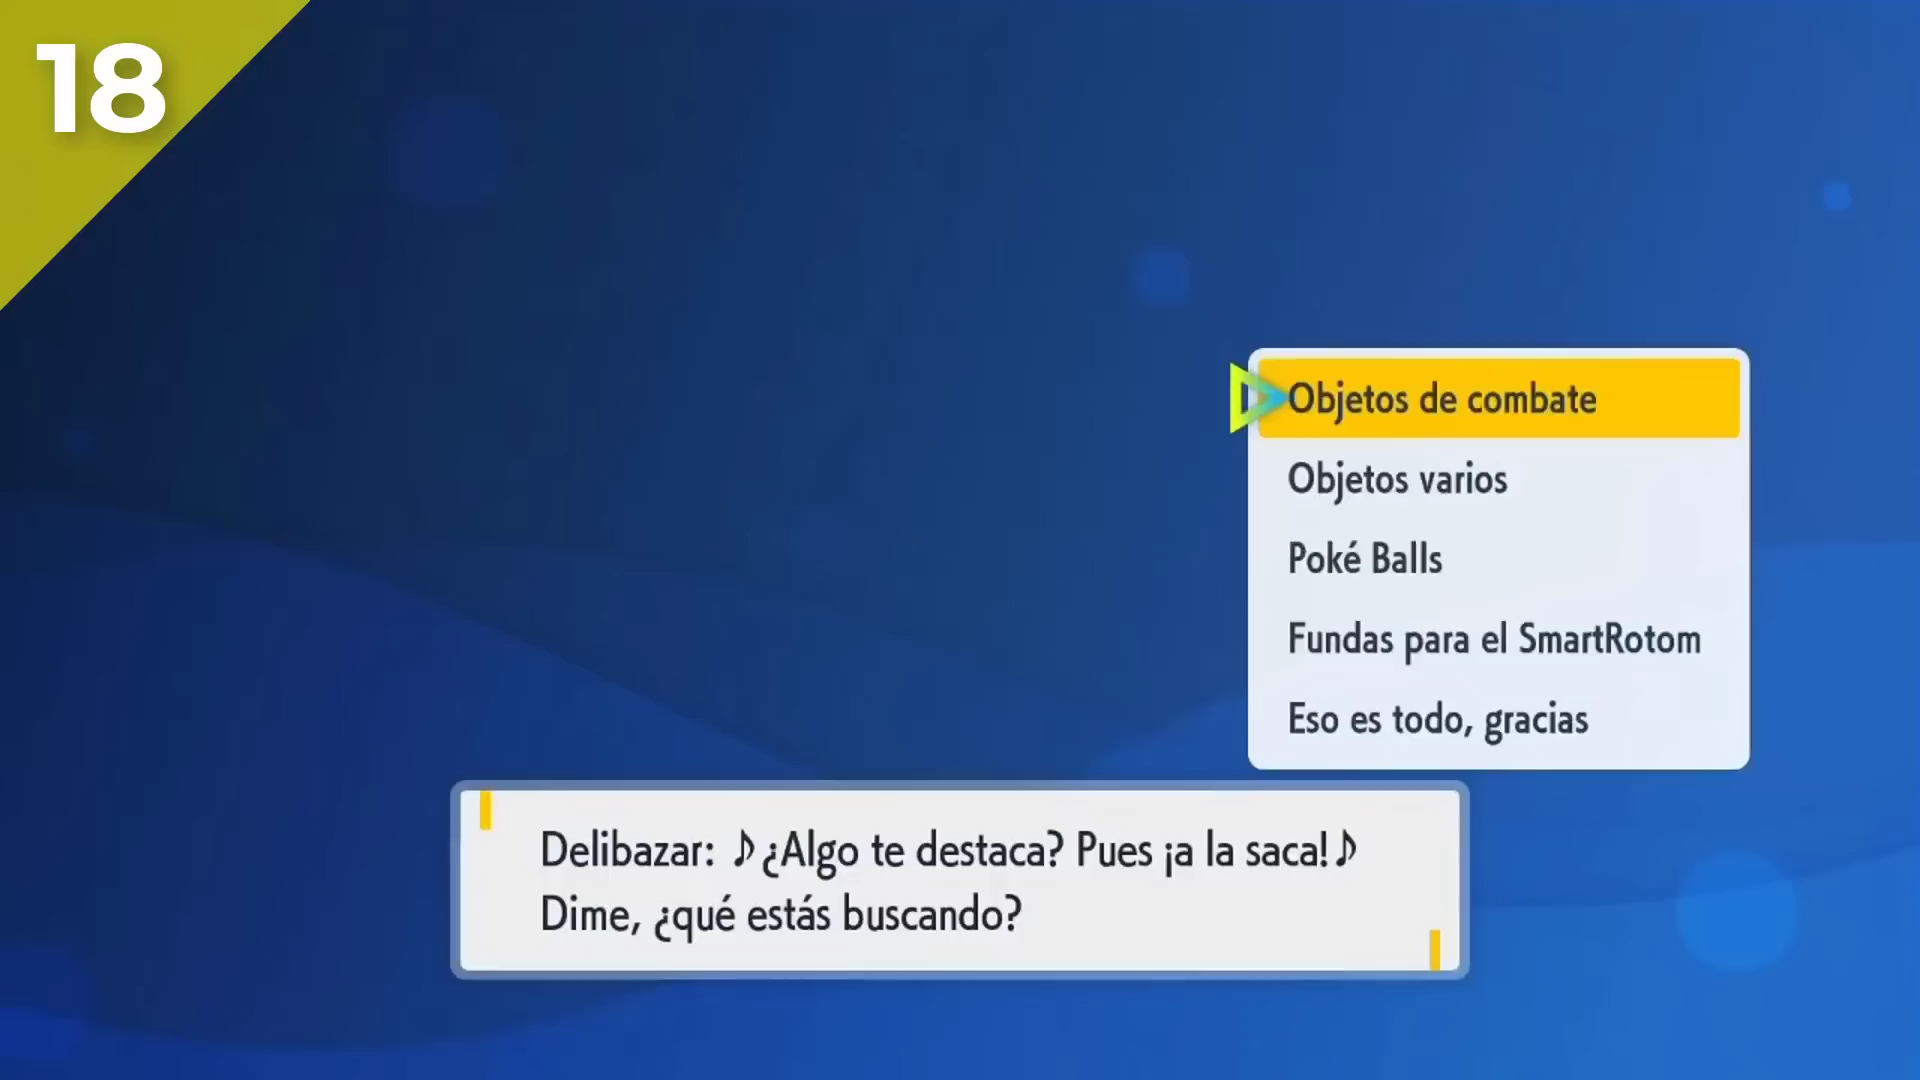 18
Objetos de combate
Objetos varios
Poké Balls
Fundas para el SmartRotom
Eso es todo, gracias
Delibazar: ♪¿Algo te destaca? Pues ¡a la saca!♪
Dime, ¿qué estás buscando?